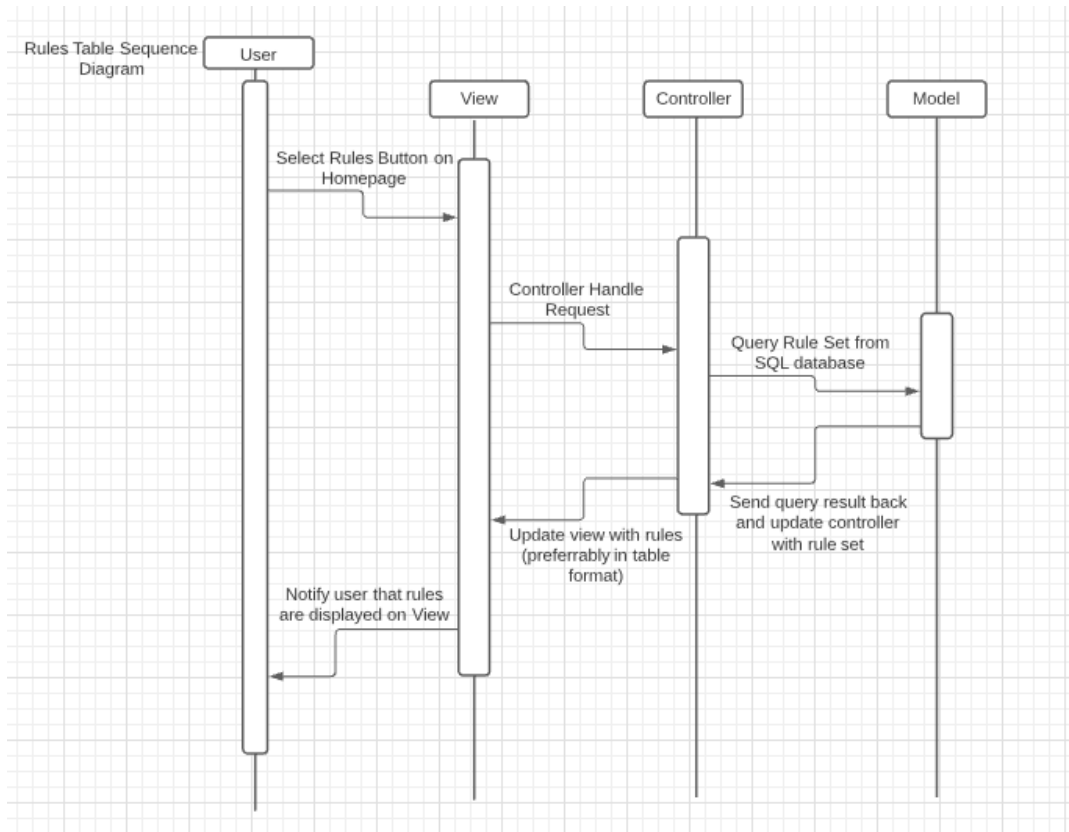 Rules Table Sequence
Diagram
User
View
Controller
Model
Select Rules Button on
Homepage
Controller Handle
Request
Query Rule Set from
SQL database
Send query result back
and update controller
with rule set
Update view with rules
(preferrably in table
format)
Notify user that rules
are displayed on View